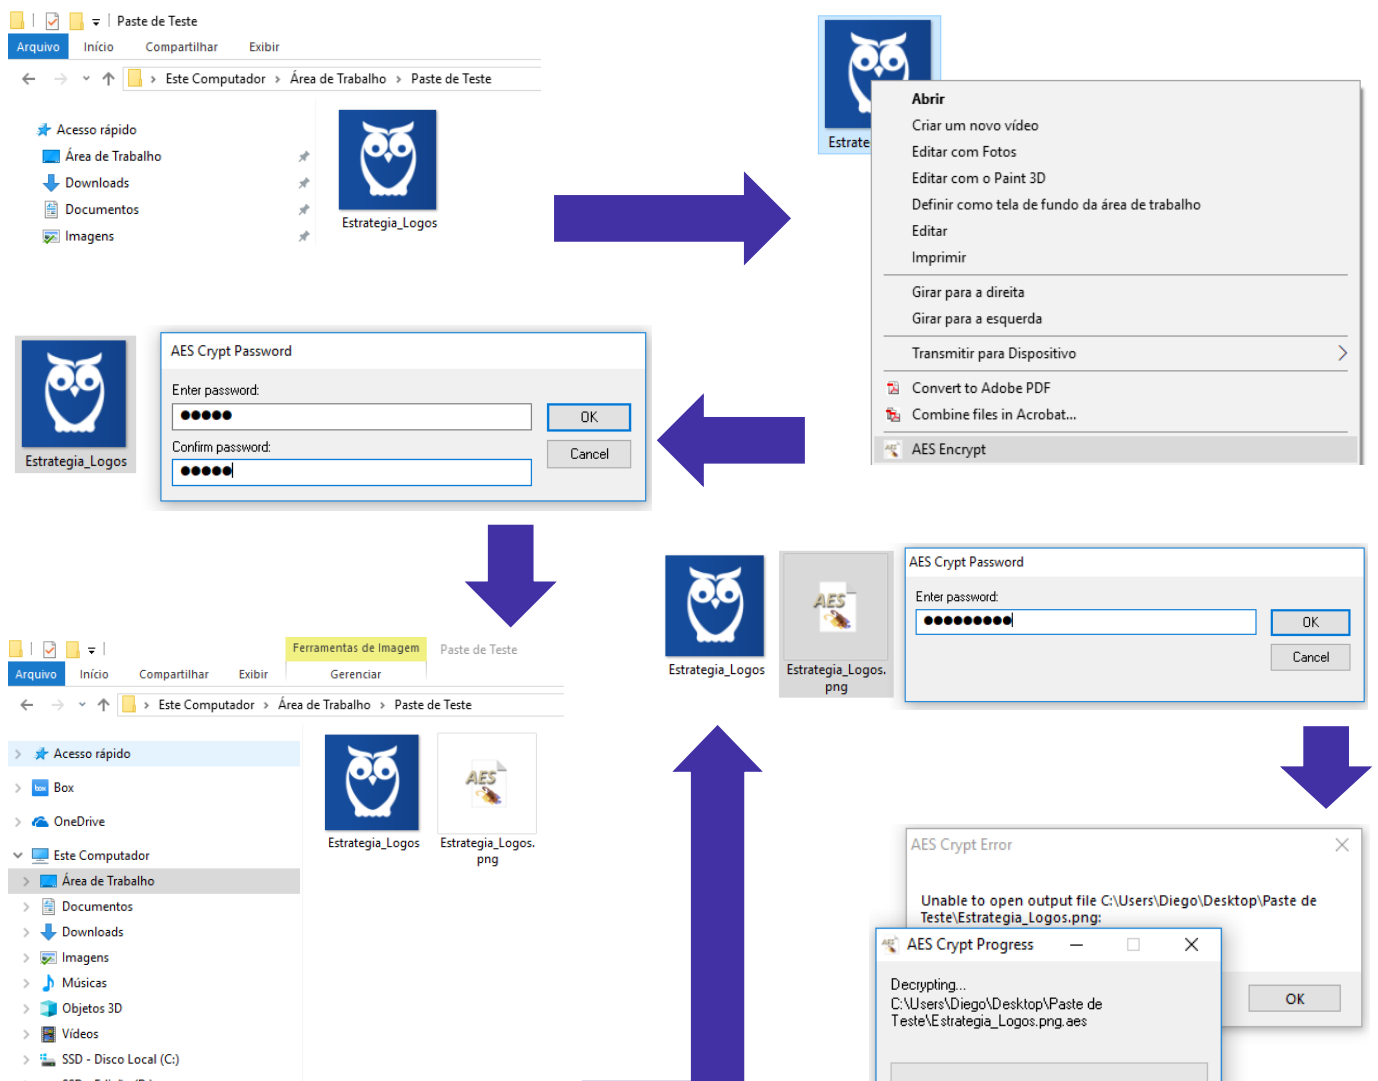 Paste de Teste
Arquivo Início Compartilhar Exibir
Este Computador > Área de Trabalho > Paste de Teste
Acesso rápido
Área de Trabalho
Downloads
Documentos
Imagens
Estrategia_Logos
Estrate
Abrir
Criar um novo vídeo
Editar com Fotos
Editar com o Paint 3D
Definir como tela de fundo da área de trabalho
Editar
Imprimir
Girar para a direita
Girar para a esquerda
Transmitir para Dispositivo
Convert to Adobe PDF
Combine files in Acrobat...
AES Encrypt
Estrategia_Logos
AES Crypt Password
Enter password:
Confirm password:
OK
Cancel
Estrategia_Logos
Estrategia_Logos.
png
AES
AES Crypt Password
Enter password:
OK
Cancel
Ferramentas de Imagem Paste de Teste
Arquivo Início Compartilhar Exibir Gerenciar
Este Computador > Área de Trabalho > Paste de Teste
Acesso rápido
box Box
OneDrive
Este Computador
Área de Trabalho
Documentos
Downloads
Imagens
Músicas
Objetos 3D
Vídeos
SSD - Disco Local (C:)
AES
Estrategia_Logos
Estrategia_Logos.
png
AES Crypt Error
Unable to open output file C:\Users\Diego\Desktop\Paste de
Teste\Estrategia_Logos.png:
OK
AES Crypt Progress
Decrypting...
C:\Users\Diego\Desktop\Paste de
Teste\Estrategia_Logos.png.aes